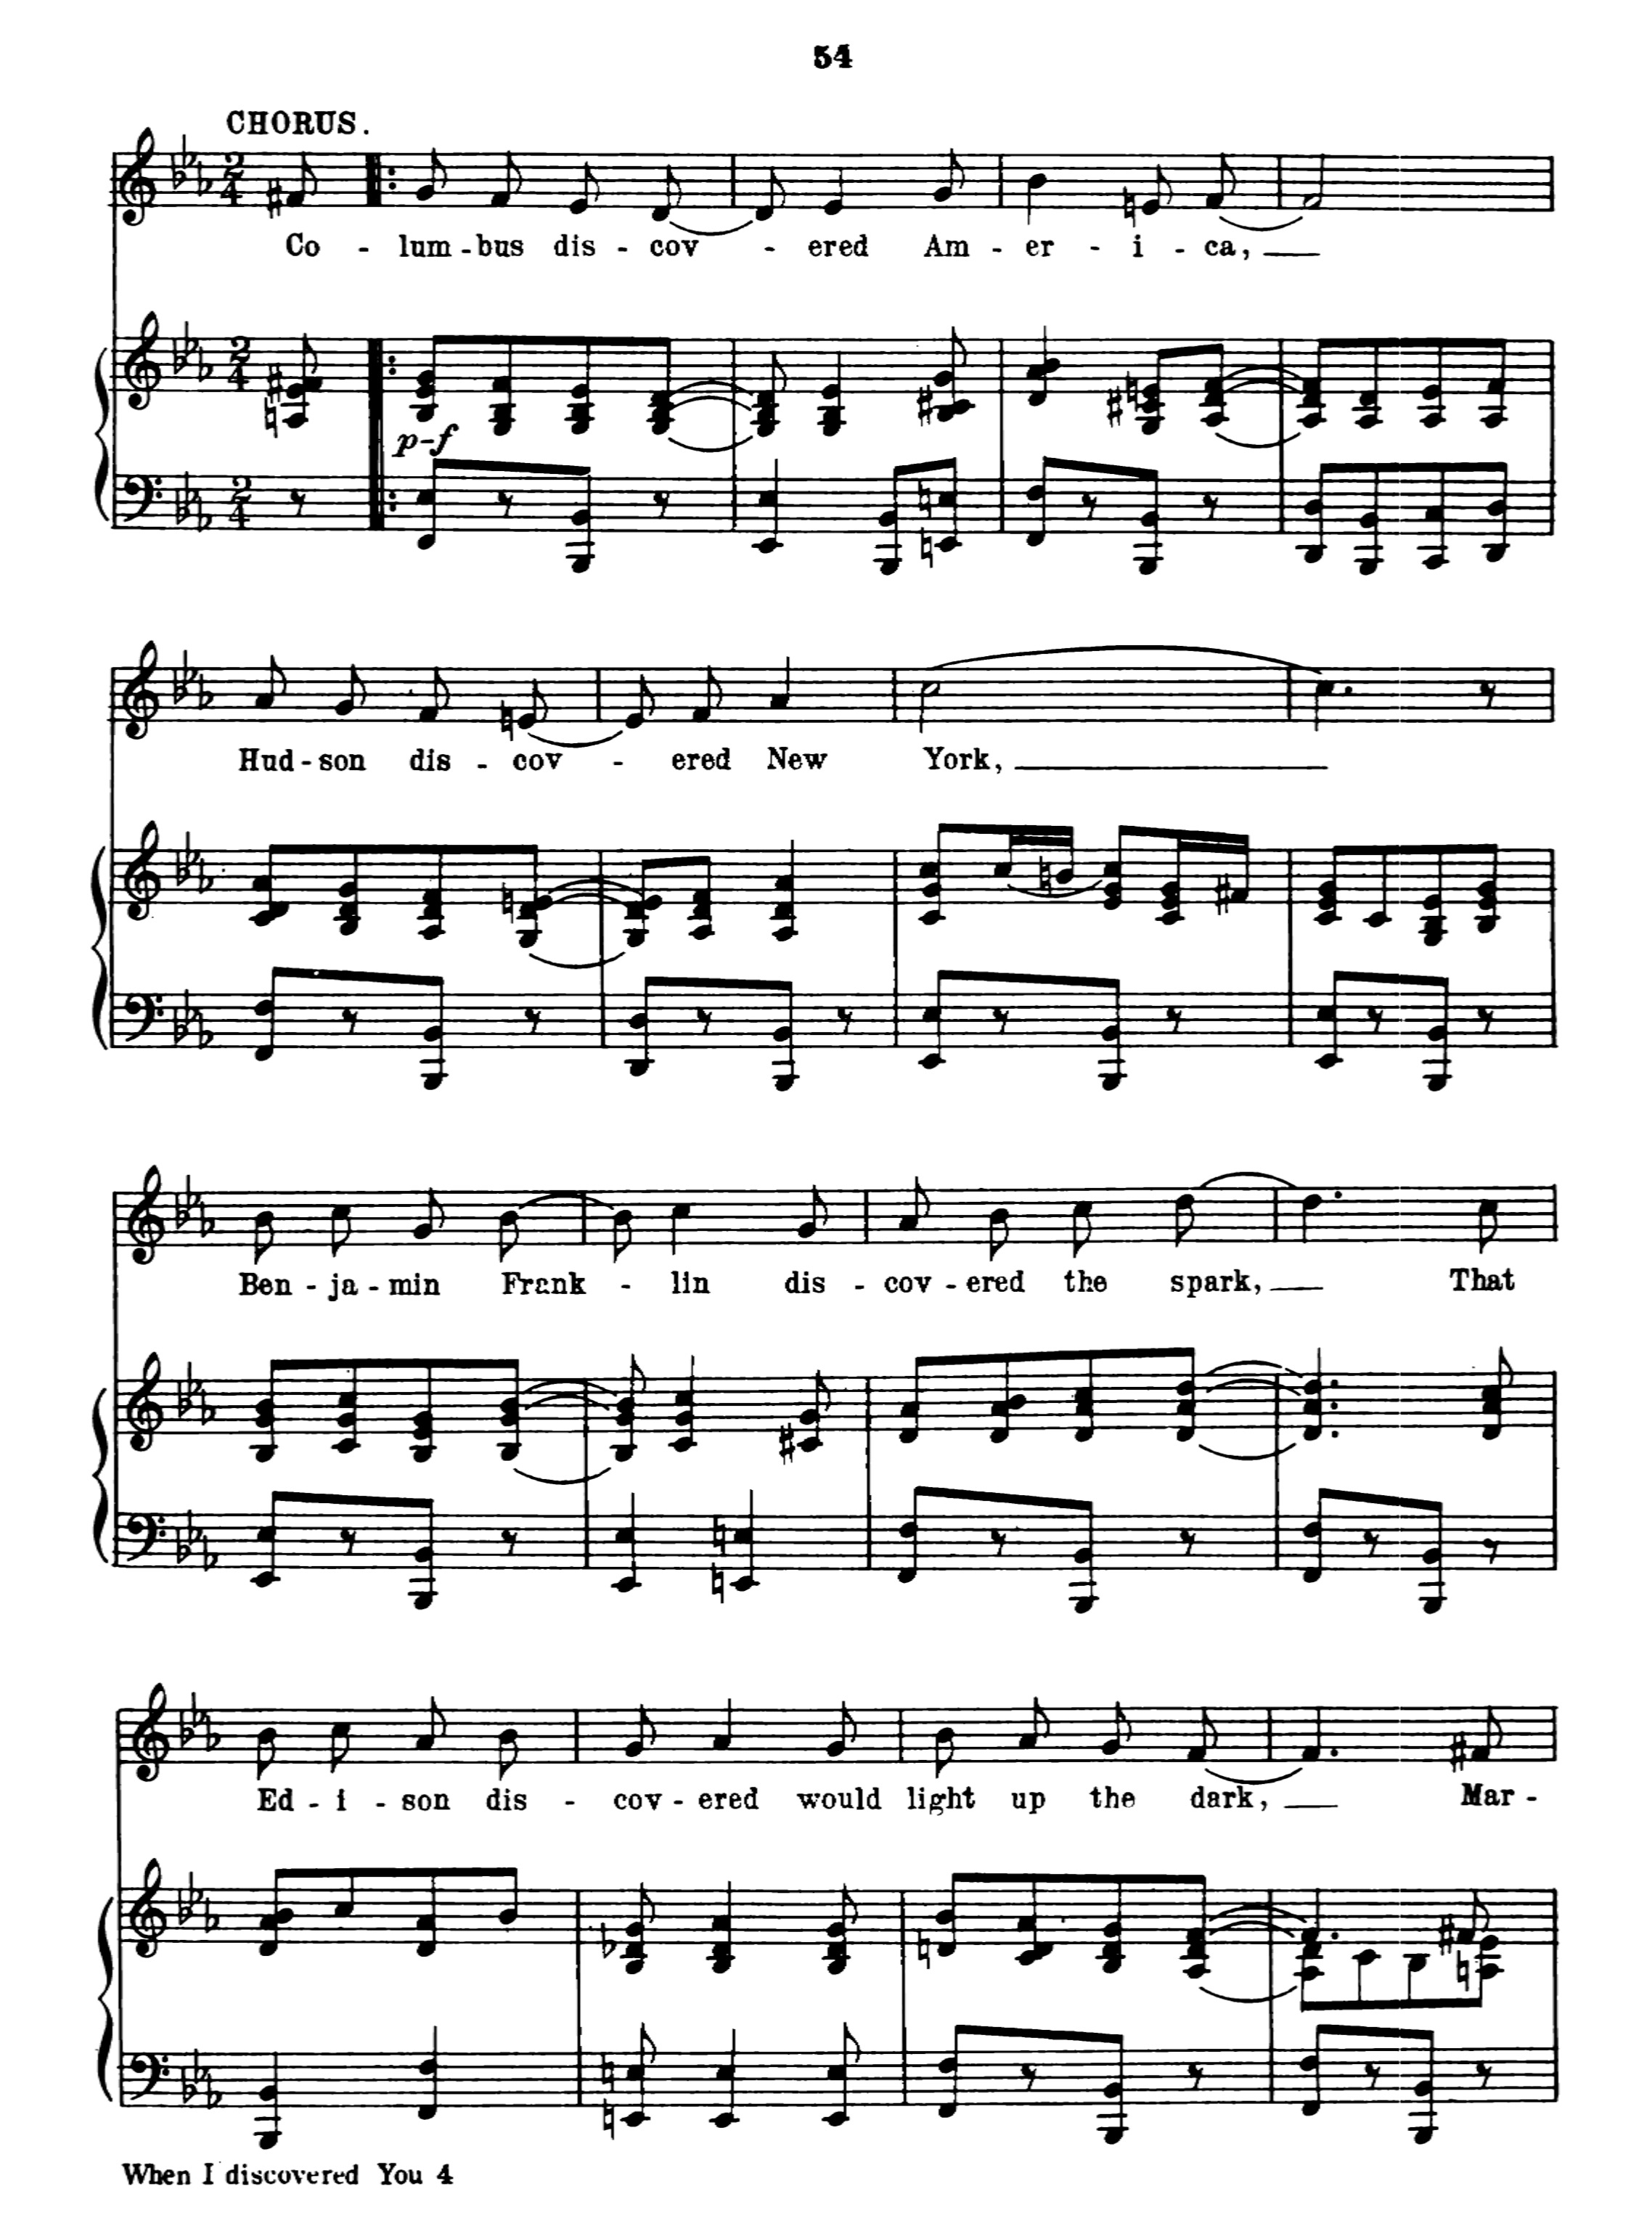 54
CHORUS.
Co - lum - bus dis - cov - ered Am - er - i - ca,
p-f
Hud - son dis - cov - ered New York,
Ben - ja - min Frank - lin dis - cov - ered the spark, That
Ed - i - son dis - cov - ered would light up the dark, Mar -
When I discovered You 4